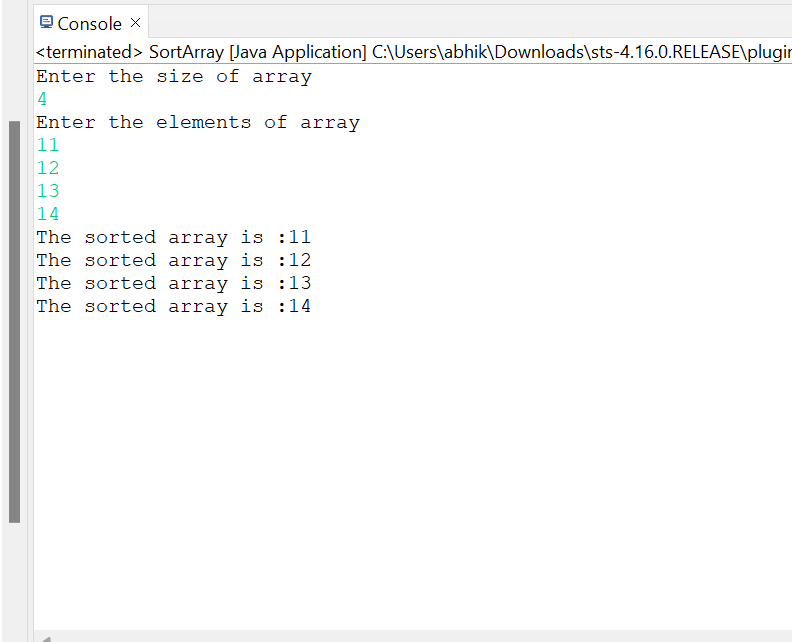 Console ×
<terminated> SortArray [Java Application] C:\Users\abhik\Downloads\sts-4.16.0.RELEASE\plugin
Enter the size of array
4
Enter the elements of array
11
12
13
14
The sorted array is :11
The sorted array is :12
The sorted array is :13
The sorted array is :14